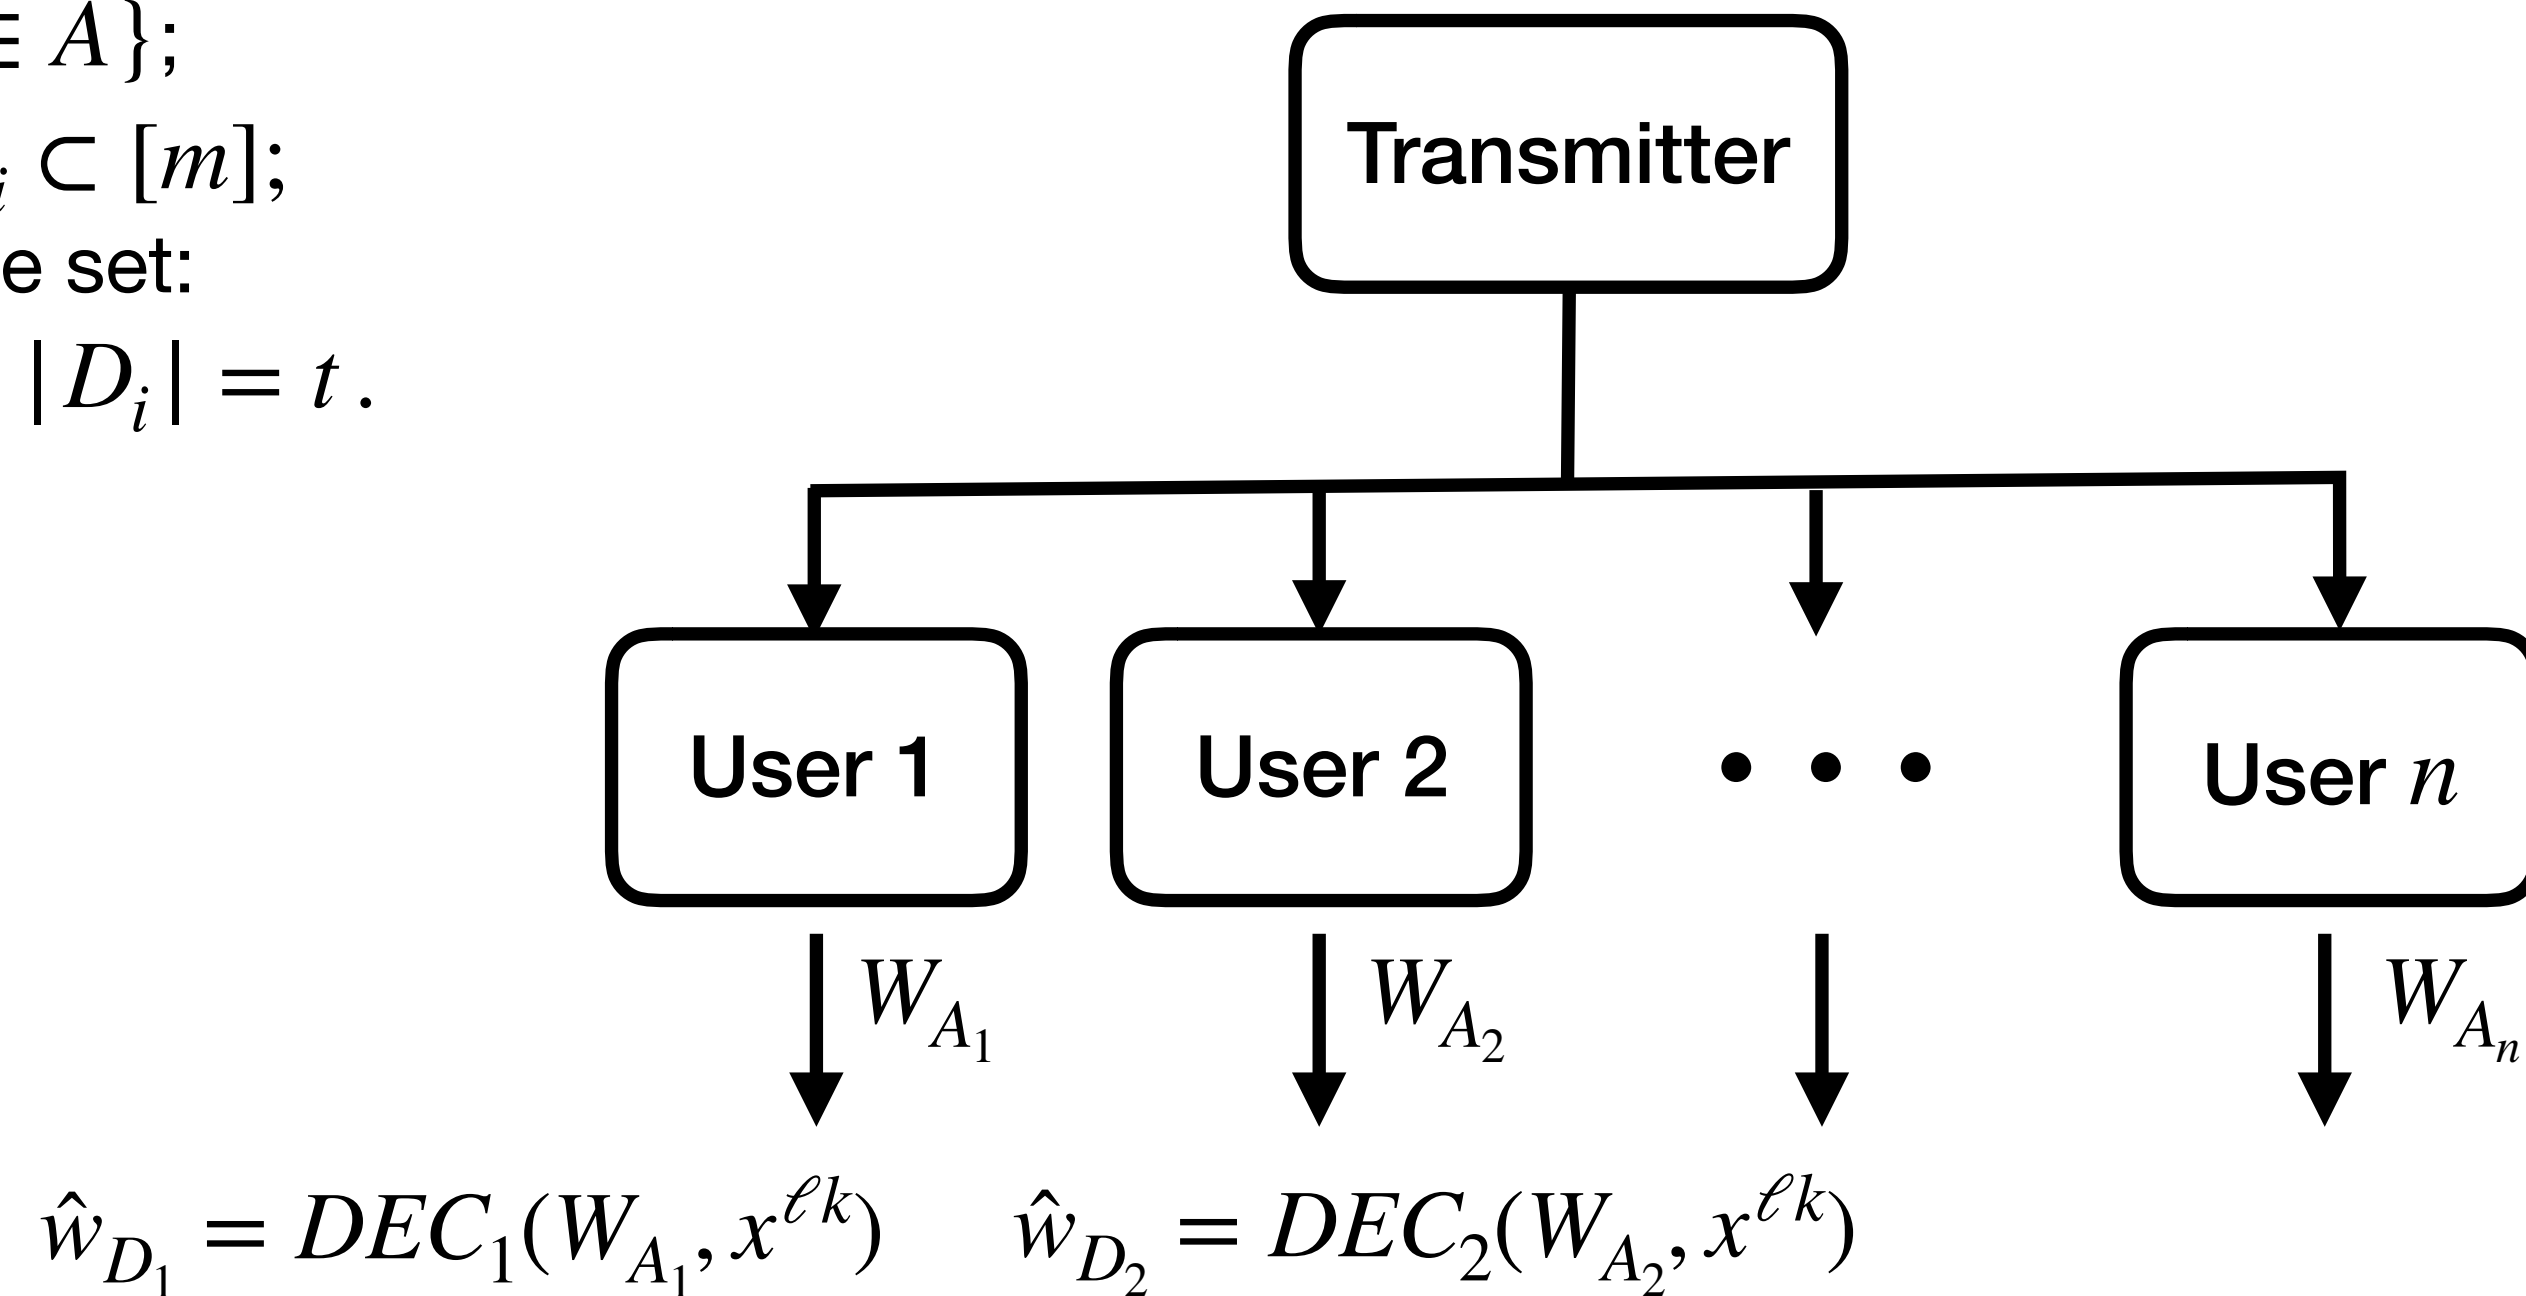 ∈ A};
i ⊂ [m];
e set:
|D_i| = t.
Transmitter
User 1
User 2
• • •
User n
W_{A_1}
W_{A_2}
W_{A_n}
ŵ_{D_1} = DEC_1(W_{A_1}, x^{ℓk})
ŵ_{D_2} = DEC_2(W_{A_2}, x^{ℓk})